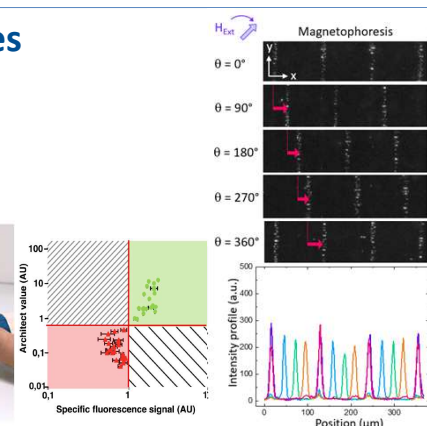 es
H Ext
Magnetophoresis
y
x
θ = 0°
θ = 90°
θ = 180°
θ = 270°
θ = 360°
Architect value (AU)
100
10
1
0,1
0,01
0,1
1
1
Specific fluorescence signal (AU)
Intensity profile (a.u.)
500
400
300
200
100
0
0
100
200
300
Position (µm)